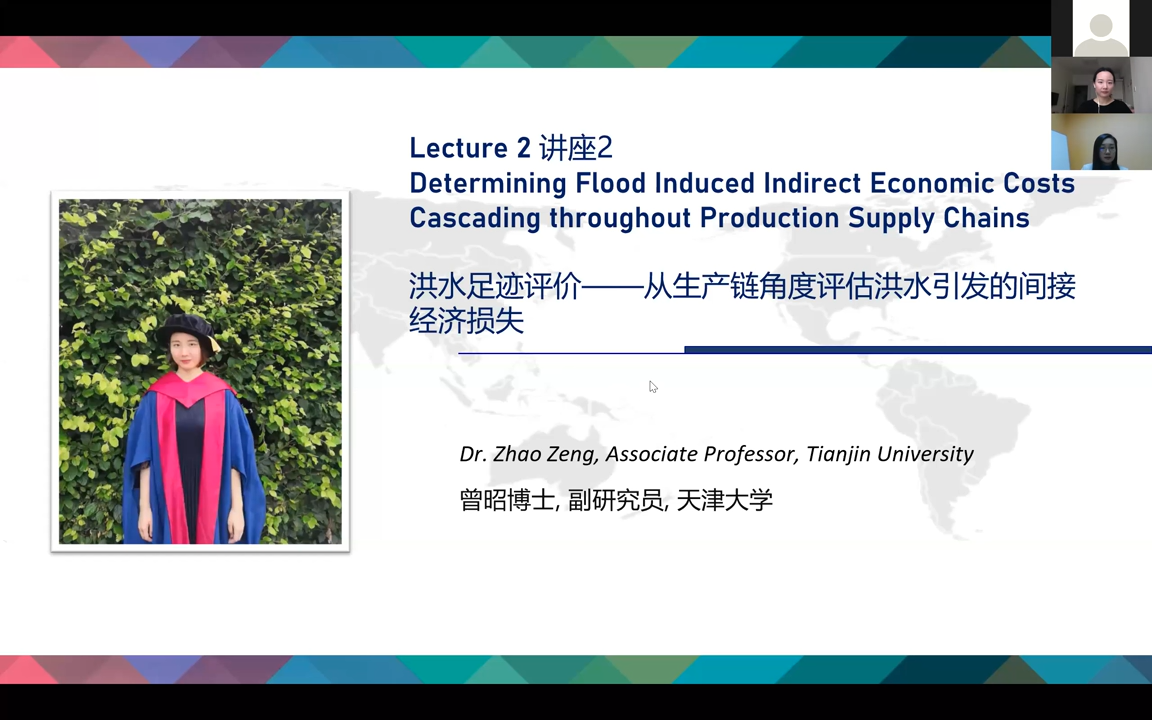 Lecture 2 讲座2
Determining Flood Induced Indirect Economic Costs
Cascading throughout Production Supply Chains
洪水足迹评价——从生产链角度评估洪水引发的间接
经济损失
Dr. Zhao Zeng, Associate Professor, Tianjin University
曾昭博士, 副研究员, 天津大学